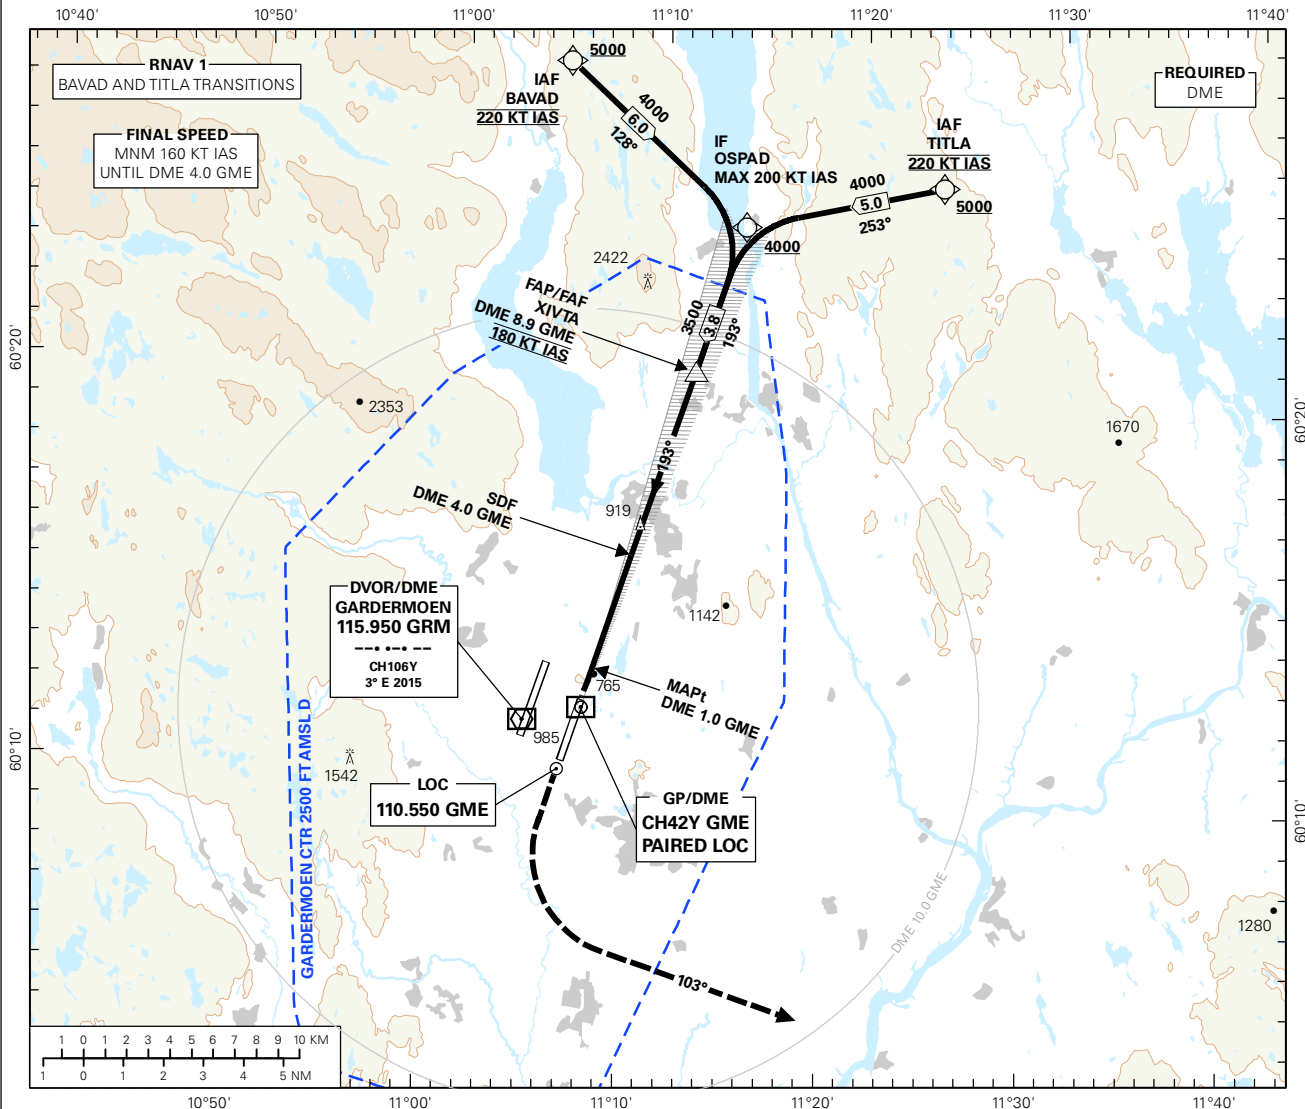 10°40'
10°50'
11°00'
11°10'
11°20'
11°30'
11°40'
RNAV 1
BAVAD AND TITLA TRANSITIONS
FINAL SPEED
MNM 160 KT IAS
UNTIL DME 4.0 GME
REQUIRED
DME
5000
IAF
BAVAD
220 KT IAS
4000
6.0
128°
IF
OSPAD
MAX 200 KT IAS
4000
IAF
TITLA
220 KT IAS
5000
4000
5.0
253°
2422
FAP/FAF
XIVTA
DME 8.9 GME
180 KT IAS
3500
3.8
193°
60°20'
60°20'
2353
1670
193°
SDF
DME 4.0 GME
919
1142
DVOR/DME
GARDERMOEN
115.950 GRM
CH106Y
3° E 2015
765
MAPt
DME 1.0 GME
985
1542
60°10'
60°10'
LOC
110.550 GME
GP/DME
CH42Y GME
PAIRED LOC
GARDERMOEN CTR 2500 FT AMSL D
DME 10.0 GME
1280
103°
1 0 1 2 3 4 5 6 7 8 9 10 KM
1 0 1 2 3 4 5 NM
10°50'
11°00'
11°10'
11°20'
11°30'
11°40'